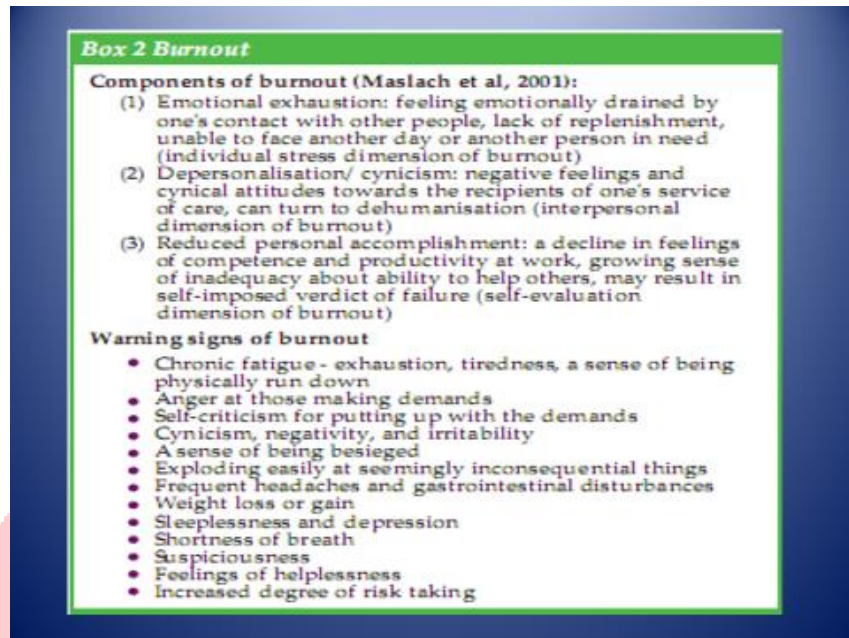 Box 2 Burnout
Components of burnout (Maslach et al, 2001):
(1) Emotional exhaustion: feeling emotionally drained by
one's contact with other people, lack of replenishment,
unable to face another day or another person in need
(individual stress dimension of burnout)
(2) Depersonalisation/ cynicism: negative feelings and
cynical attitudes towards the recipients of one's service
of care, can turn to dehumanisation (interpersonal
dimension of burnout)
(3) Reduced personal accomplishment: a decline in feelings
of competence and productivity at work, growing sense
of inadequacy about ability to help others, may result in
self-imposed verdict of failure (self-evaluation
dimension of burnout)
Warning signs of burnout
• Chronic fatigue - exhaustion, tiredness, a sense of being
physically run down
• Anger at those making demands
• Self-criticism for putting up with the demands
• Cynicism, negativity, and irritability
• A sense of being besieged
• Exploding easily at seemingly inconsequential things
• Frequent headaches and gastrointestinal disturbances
• Weight loss or gain
• Sleeplessness and depression
• Shortness of breath
• Suspiciousness
• Feelings of helplessness
• Increased degree of risk taking